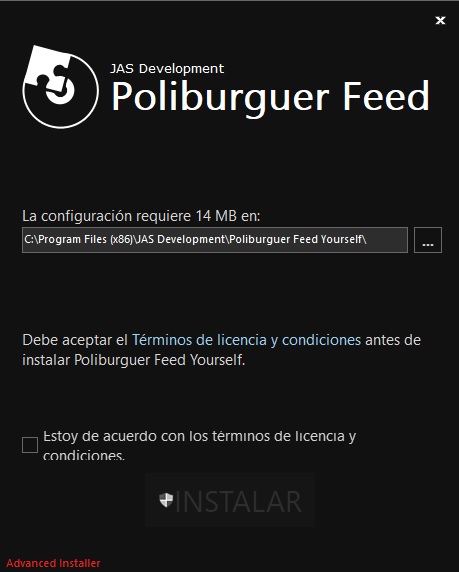 JAS Development
Poliburguer Feed
La configuración requiere 14 MB en:
C:\Program Files (x86)\JAS Development\Poliburguer Feed Yourself\
...
Debe aceptar el Términos de licencia y condiciones antes de
instalar Poliburguer Feed Yourself.
Estoy de acuerdo con los términos de licencia y
condiciones.
INSTALAR
Advanced Installer